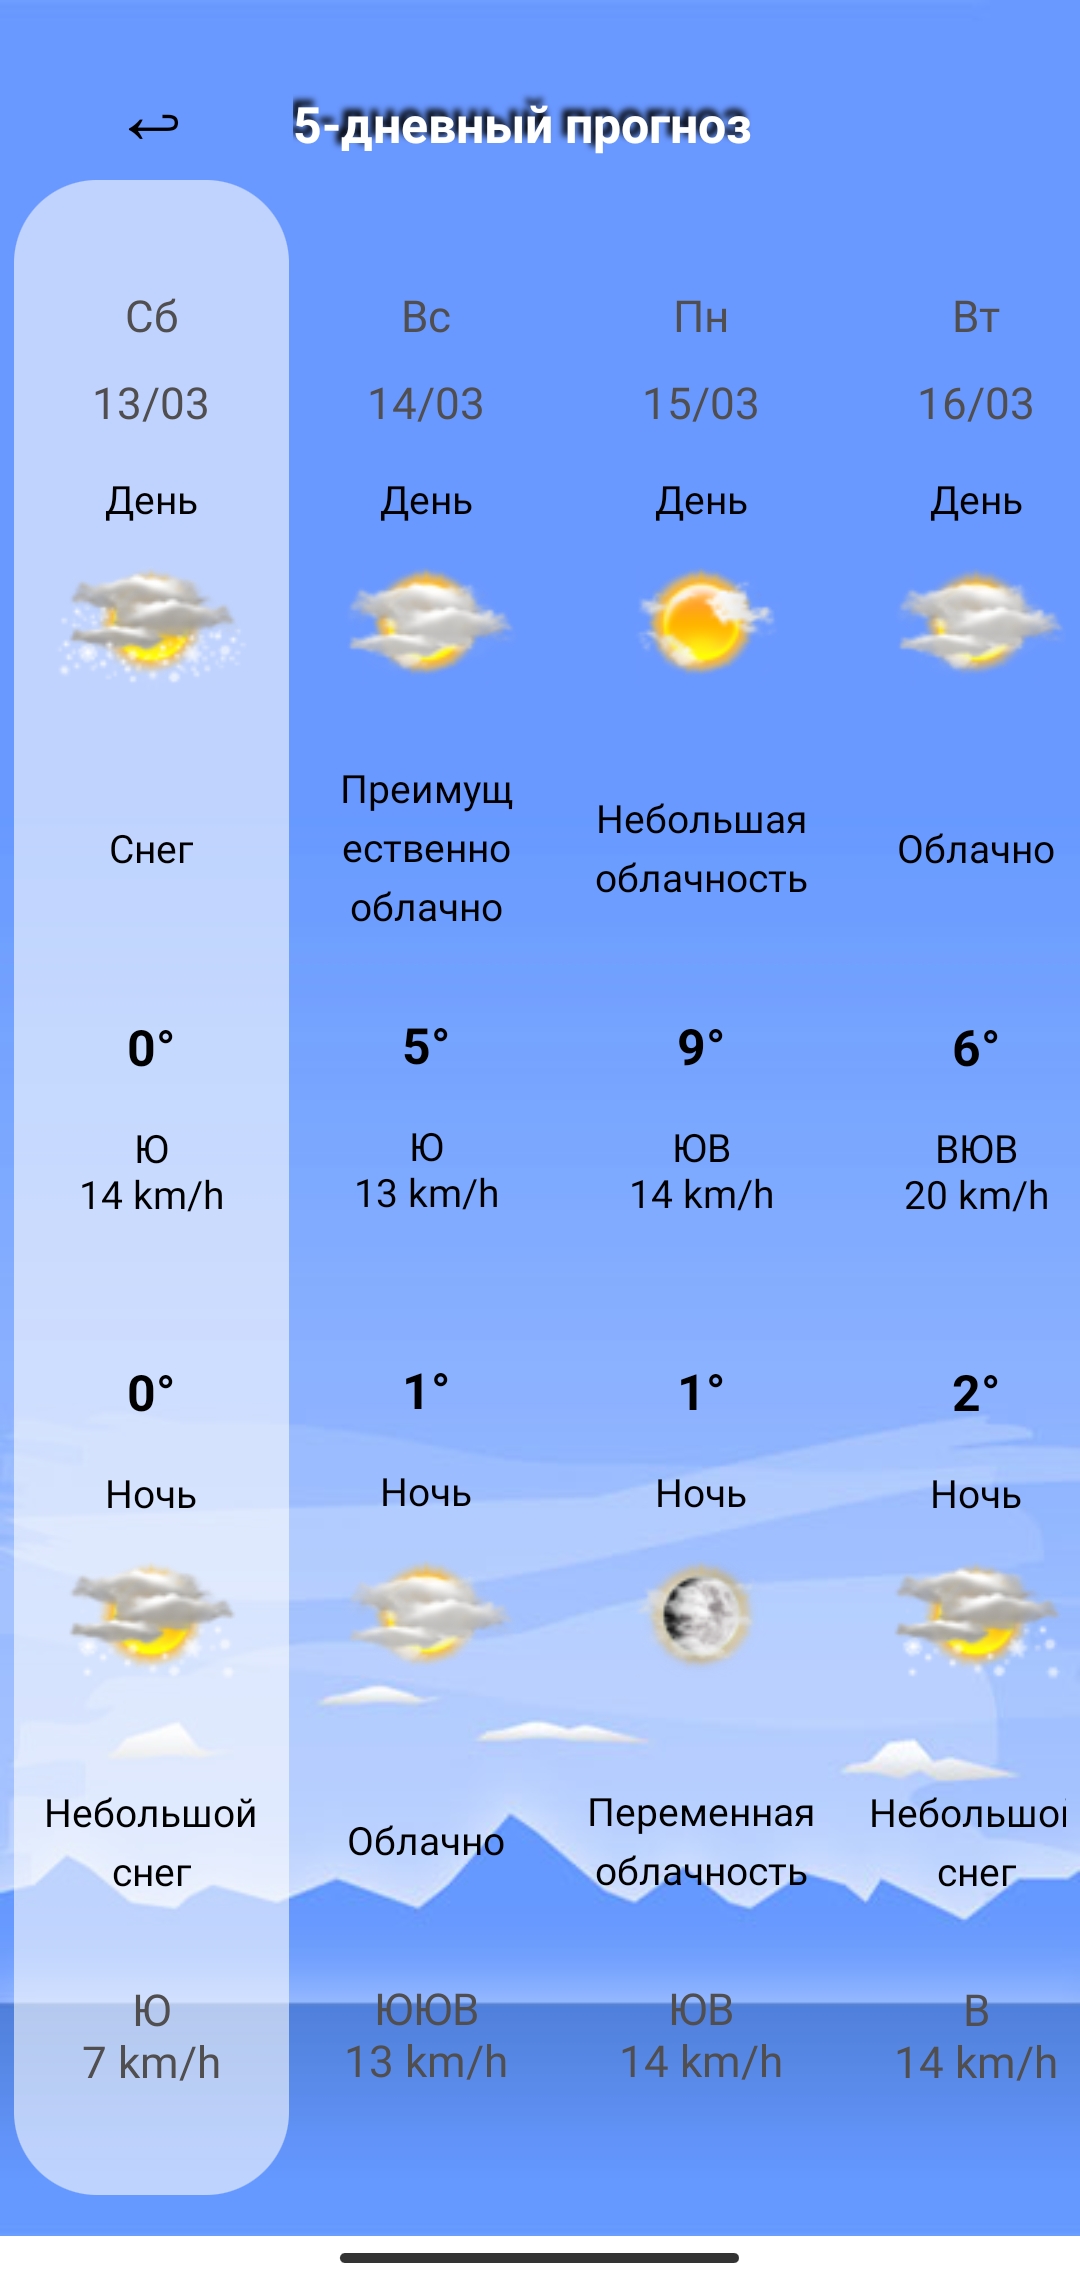 5-дневный прогноз
Сб
13/03
День
Снег
0°
Ю
14 km/h
0°
Ночь
Небольшой
снег
Ю
7 km/h
Вс
14/03
День
Преимущ
ественно
облачно
5°
Ю
13 km/h
1°
Ночь
Облачно
ЮЮВ
13 km/h
Пн
15/03
День
Небольшая
облачность
9°
ЮВ
14 km/h
1°
Ночь
Переменная
облачность
ЮВ
14 km/h
Вт
16/03
День
Облачно
6°
ВЮВ
20 km/h
2°
Ночь
Небольшой
снег
В
14 km/h